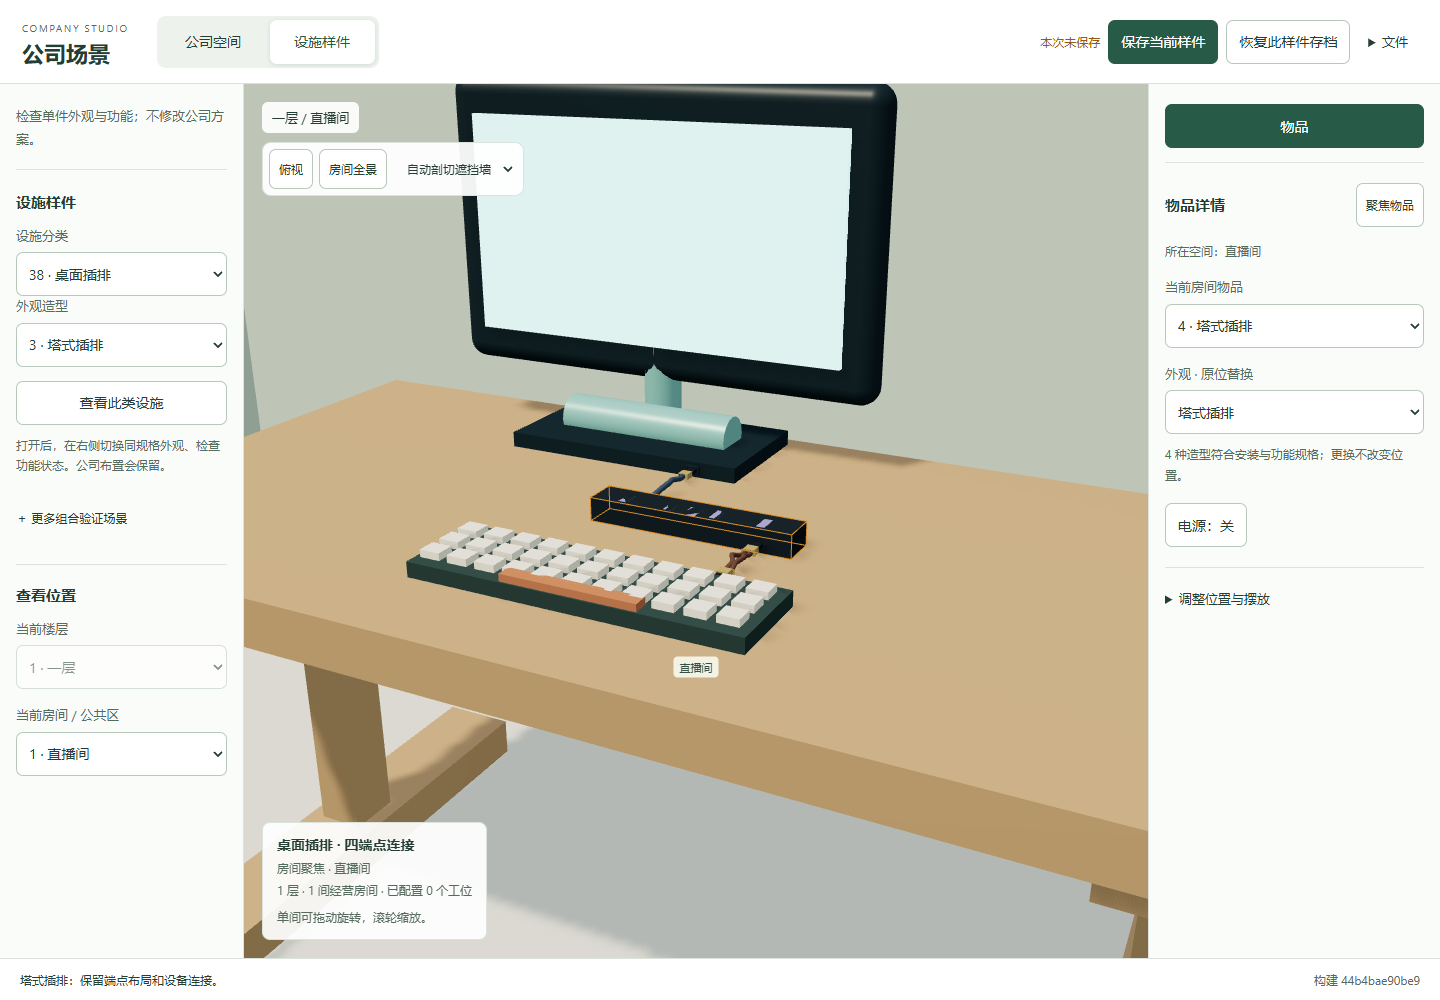 COMPANY STUDIO
公司场景
公司空间
设施样件
本次未保存
保存当前样件
恢复此样件存档
▶ 文件
检查单件外观与功能；不修改公司方
案。
设施样件
设施分类
38 · 桌面插排
外观造型
3 · 塔式插排
查看此类设施
打开后，在右侧切换同规格外观、检查
功能状态。公司布置会保留。
+ 更多组合验证场景
查看位置
当前楼层
1 · 一层
当前房间 / 公共区
1 · 直播间
一层 / 直播间
俯视
房间全景
自动剖切遮挡墙
直播间
桌面插排 · 四端点连接
房间聚焦 · 直播间
1 层 · 1 间经营房间 · 已配置 0 个工位
单间可拖动旋转，滚轮缩放。
物品
物品详情
聚焦物品
所在空间：直播间
当前房间物品
4 · 塔式插排
外观 · 原位替换
塔式插排
4 种造型符合安装与功能规格；更换不改变位
置。
电源：关
▶ 调整位置与摆放
塔式插排：保留端点布局和设备连接。
构建 44b4bae90be9